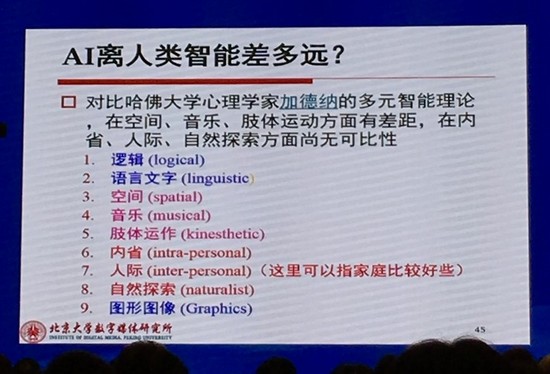 AI离人类智能差多远？
对比哈佛大学心理学家加德纳的多元智能理论
，在空间、音乐、肢体运动方面有差距，在内
省、人际、自然探索方面尚无可比性
1. 逻辑 (logical)
2. 语言文字 (linguistic)
3. 空间 (spatial)
4. 音乐 (musical)
5. 肢体运作 (kinesthetic)
6. 内省 (intra-personal)
7. 人际 (inter-personal)（这里可以指家庭比较好些）
8. 自然探索 (naturalist)
9. 图形图像 (Graphics)
北京大学数字媒体研究所
INSTITUTE OF DIGITAL MEDIA, PEKING UNIVERSITY
45